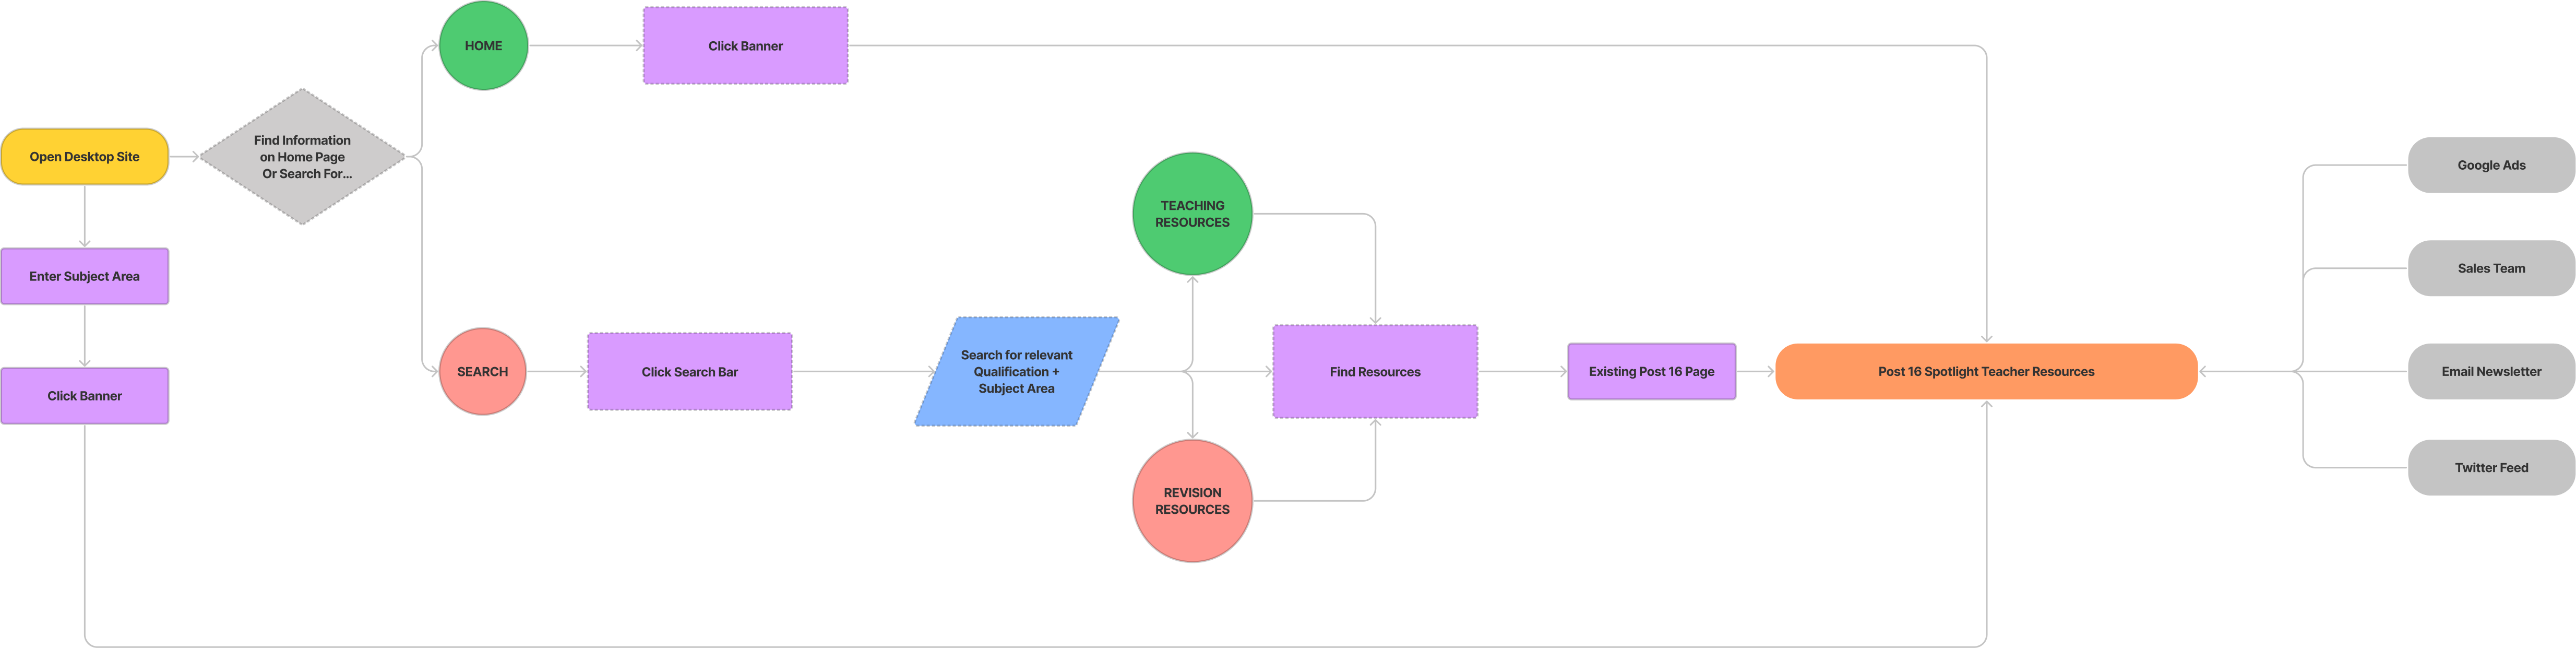 HOME
Click Banner
Open Desktop Site
Find Information
on Home Page
Or Search For...
Enter Subject Area
Click Banner
SEARCH
Click Search Bar
Search for relevant
Qualification +
Subject Area
TEACHING
RESOURCES
REVISION
RESOURCES
Find Resources
Existing Post 16 Page
Post 16 Spotlight Teacher Resources
Google Ads
Sales Team
Email Newsletter
Twitter Feed